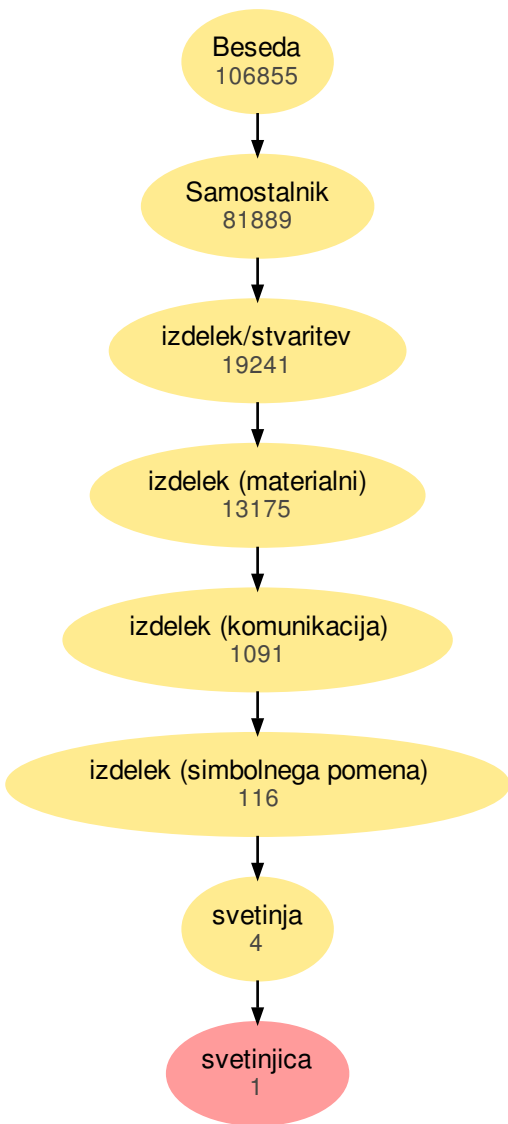 Beseda
106855
Samostalnik
81889
izdelek/stvaritev
19241
izdelek (materialni)
13175
izdelek (komunikacija)
1091
izdelek (simbolnega pomena)
116
svetinja
4
svetinjica
1